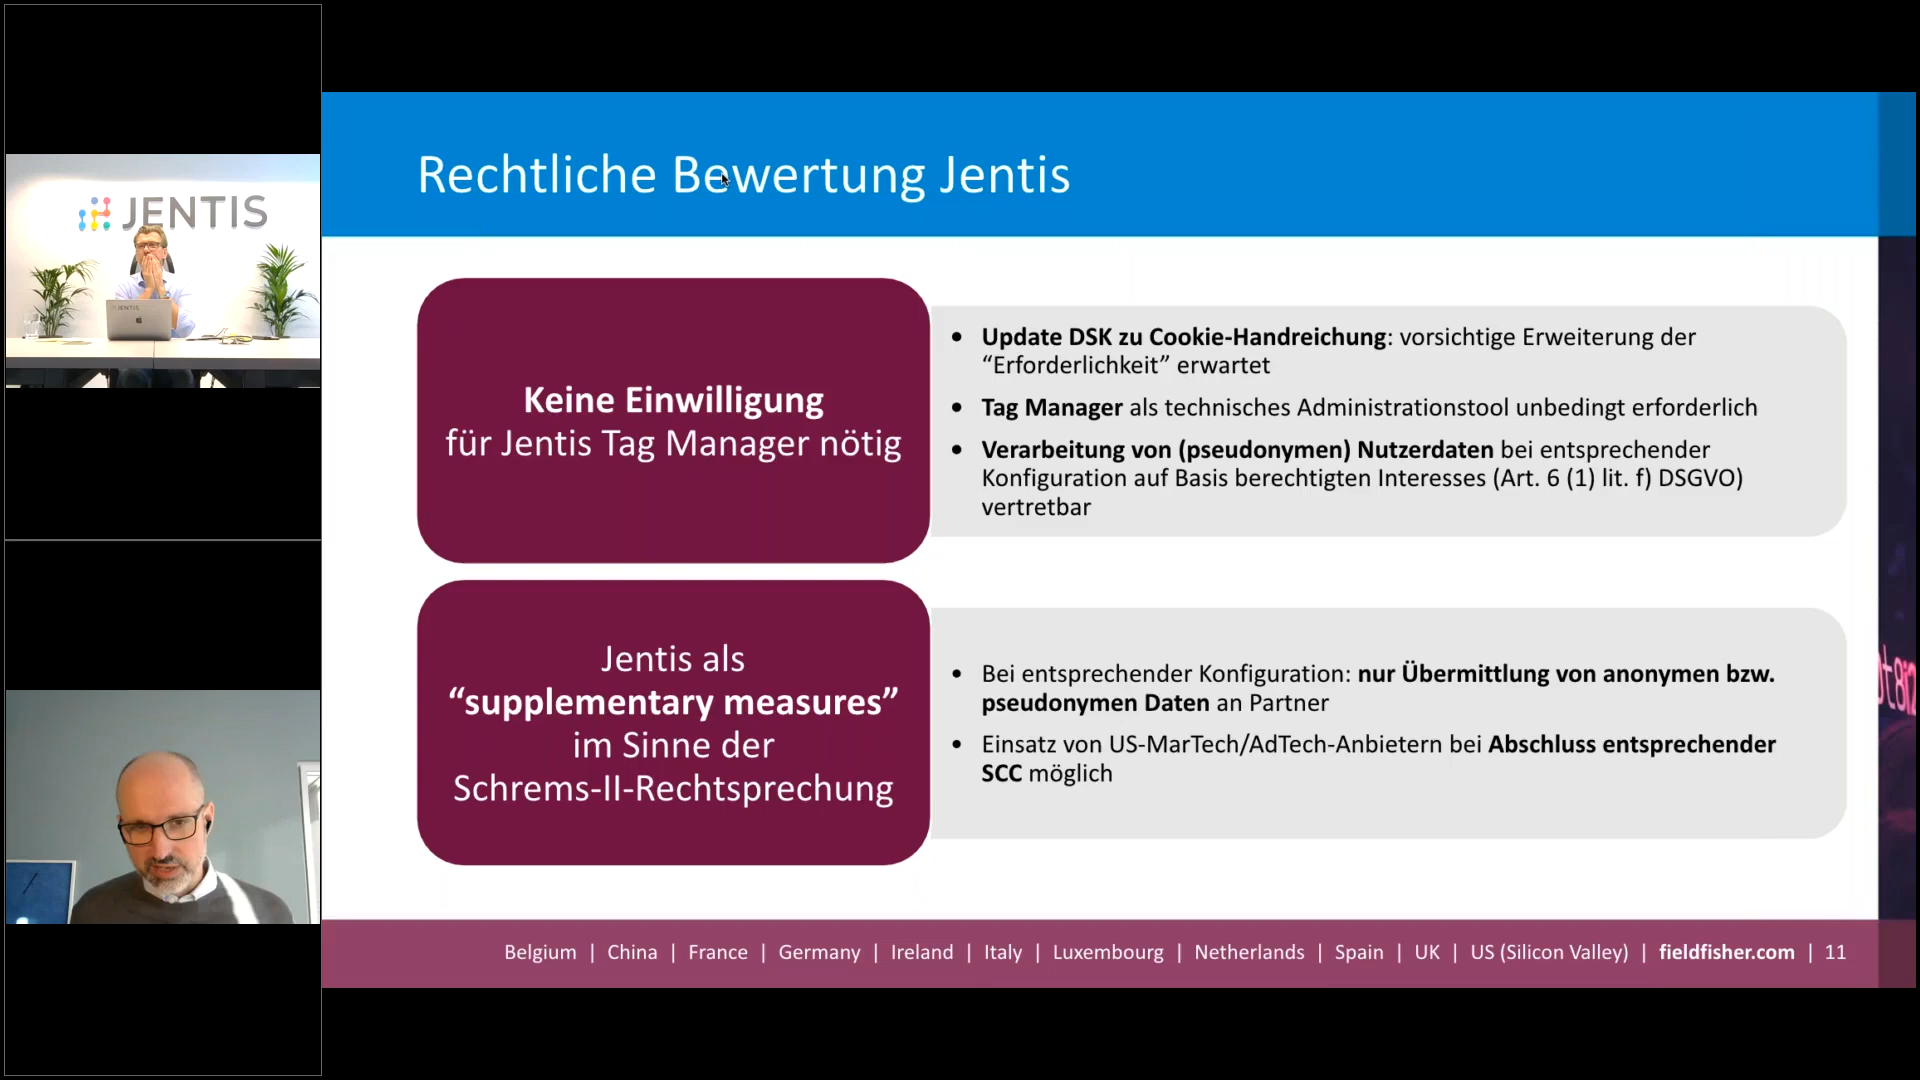 JENTIS
JENTIS
Rechtliche Bewertung Jentis
Keine Einwilligung
für Jentis Tag Manager nötig
• Update DSK zu Cookie-Handreichung: vorsichtige Erweiterung der
“Erforderlichkeit” erwartet
• Tag Manager als technisches Administrationstool unbedingt erforderlich
• Verarbeitung von (pseudonymen) Nutzerdaten bei entsprechender
Konfiguration auf Basis berechtigten Interesses (Art. 6 (1) lit. f) DSGVO)
vertretbar
Jentis als
“supplementary measures”
im Sinne der
Schrems-II-Rechtsprechung
• Bei entsprechender Konfiguration: nur Übermittlung von anonymen bzw.
pseudonymen Daten an Partner
• Einsatz von US-MarTech/AdTech-Anbietern bei Abschluss entsprechender
SCC möglich
Belgium | China | France | Germany | Ireland | Italy | Luxembourg | Netherlands | Spain | UK | US (Silicon Valley) | fieldfisher.com | 11